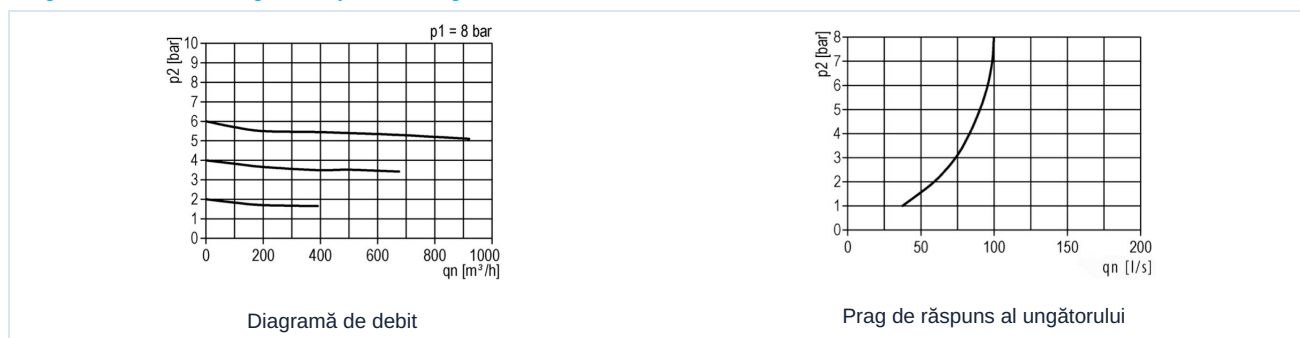 p1 = 8 bar
p2 [bar]
10
9
8
7
6
5
4
3
2
1
0
0 200 400 600 800 1000
qn [m³/h]
Diagramă de debit
p2 [bar]
8
7
6
5
4
3
2
1
0
0 50 100 150 200
qn [l/s]
Prag de răspuns al ungătorului